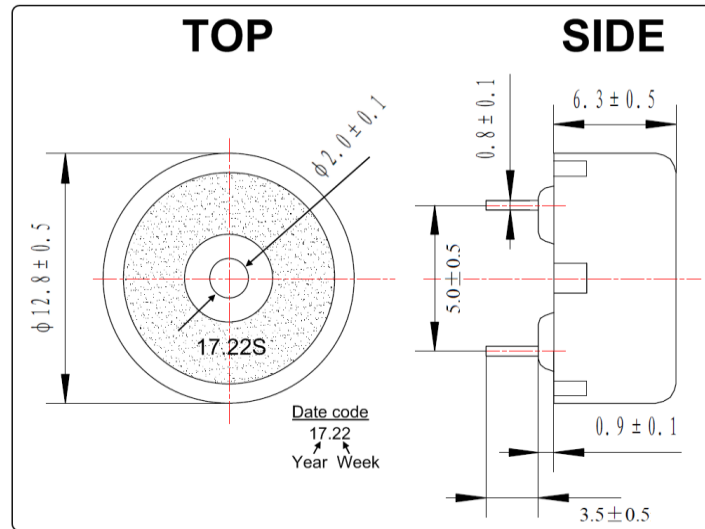 TOP
SIDE
ϕ12.8±0.5
ϕ2.0±0.1
17.22S
Date code
17.22
Year Week
0.8±0.1
6.3±0.5
5.0±0.5
0.9±0.1
3.5±0.5